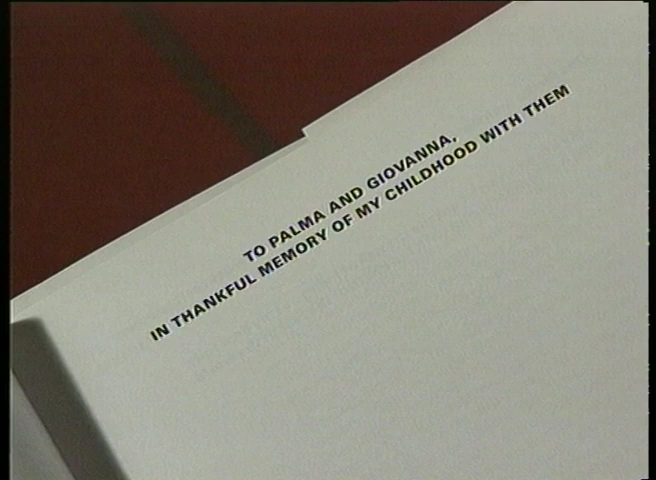 TO PALMA AND GIOVANNA,
IN THANKFUL MEMORY OF MY CHILDHOOD WITH THEM